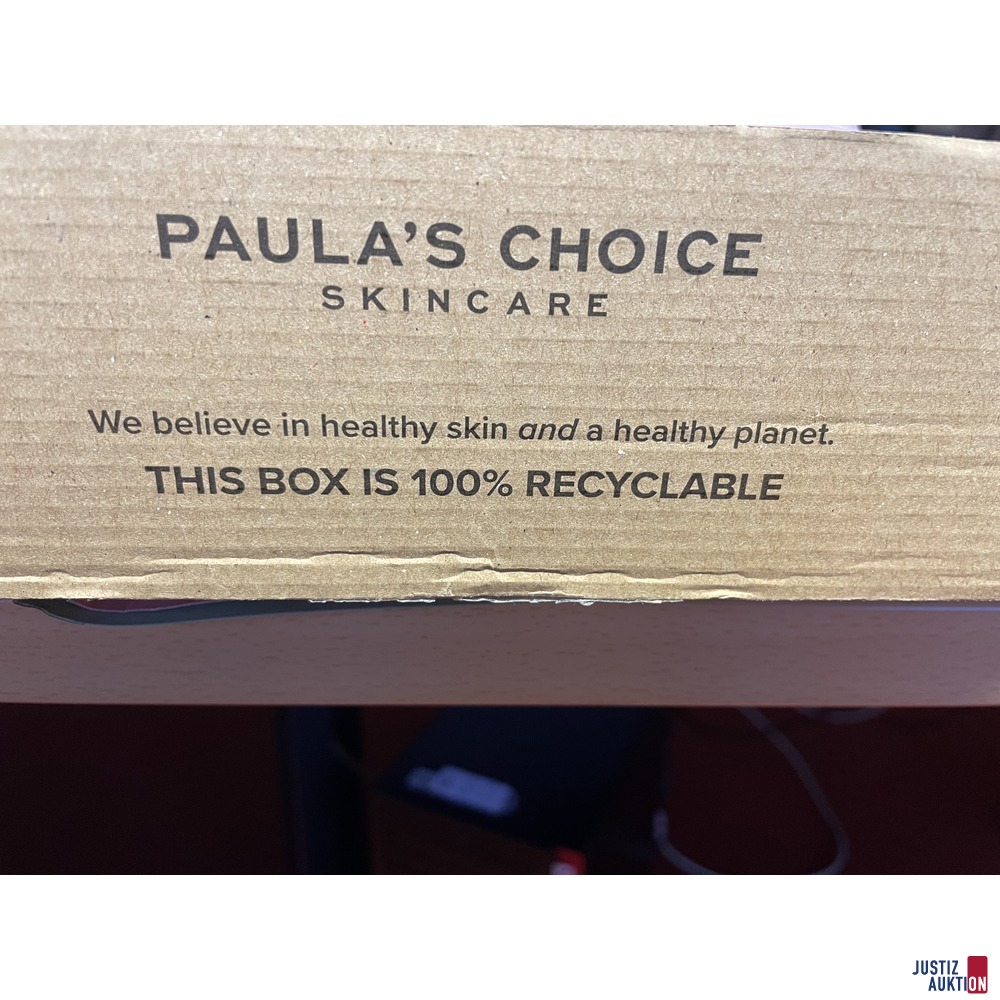 PAULA'S CHOICE
SKINCARE
We believe in healthy skin and a healthy planet.
THIS BOX IS 100% RECYCLABLE
JUSTIZ
AUKTION